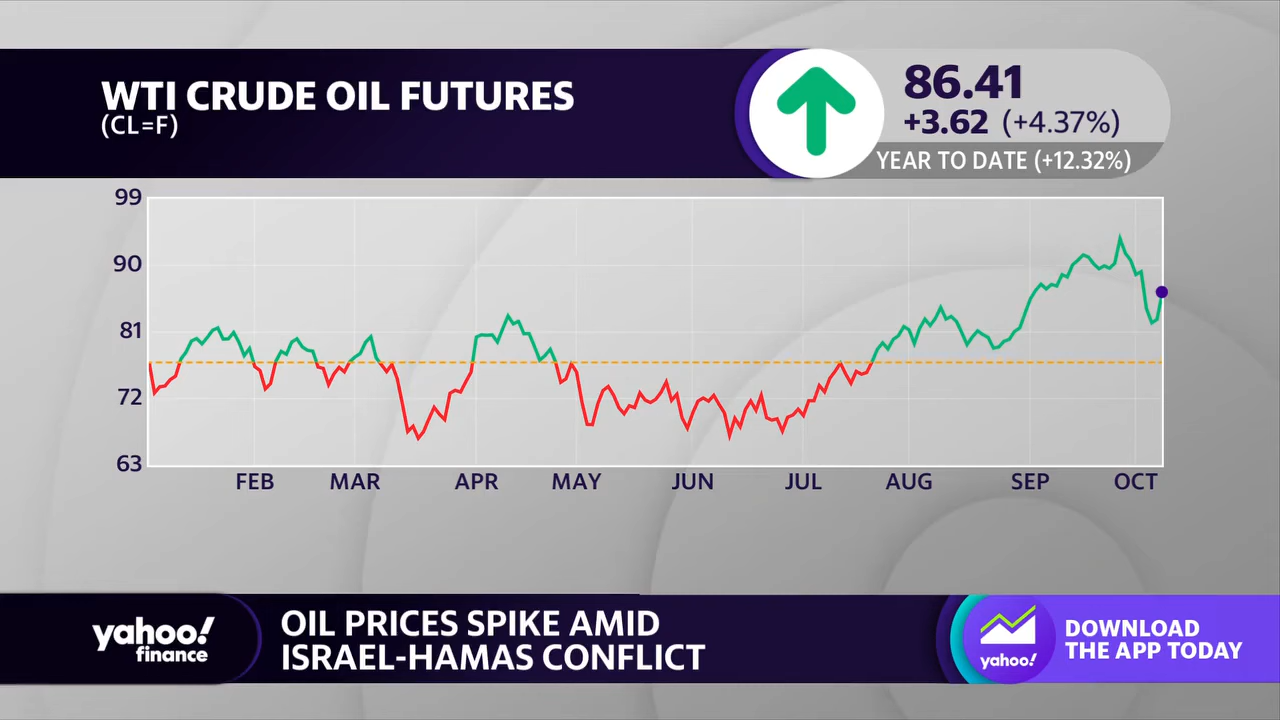 WTI CRUDE OIL FUTURES
(CL=F)
86.41
+3.62 (+4.37%)
YEAR TO DATE (+12.32%)
99
90
81
72
63
FEB MAR APR MAY JUN JUL AUG SEP OCT
yahoo!
finance
OIL PRICES SPIKE AMID
ISRAEL-HAMAS CONFLICT
yahoo!
DOWNLOAD
THE APP TODAY